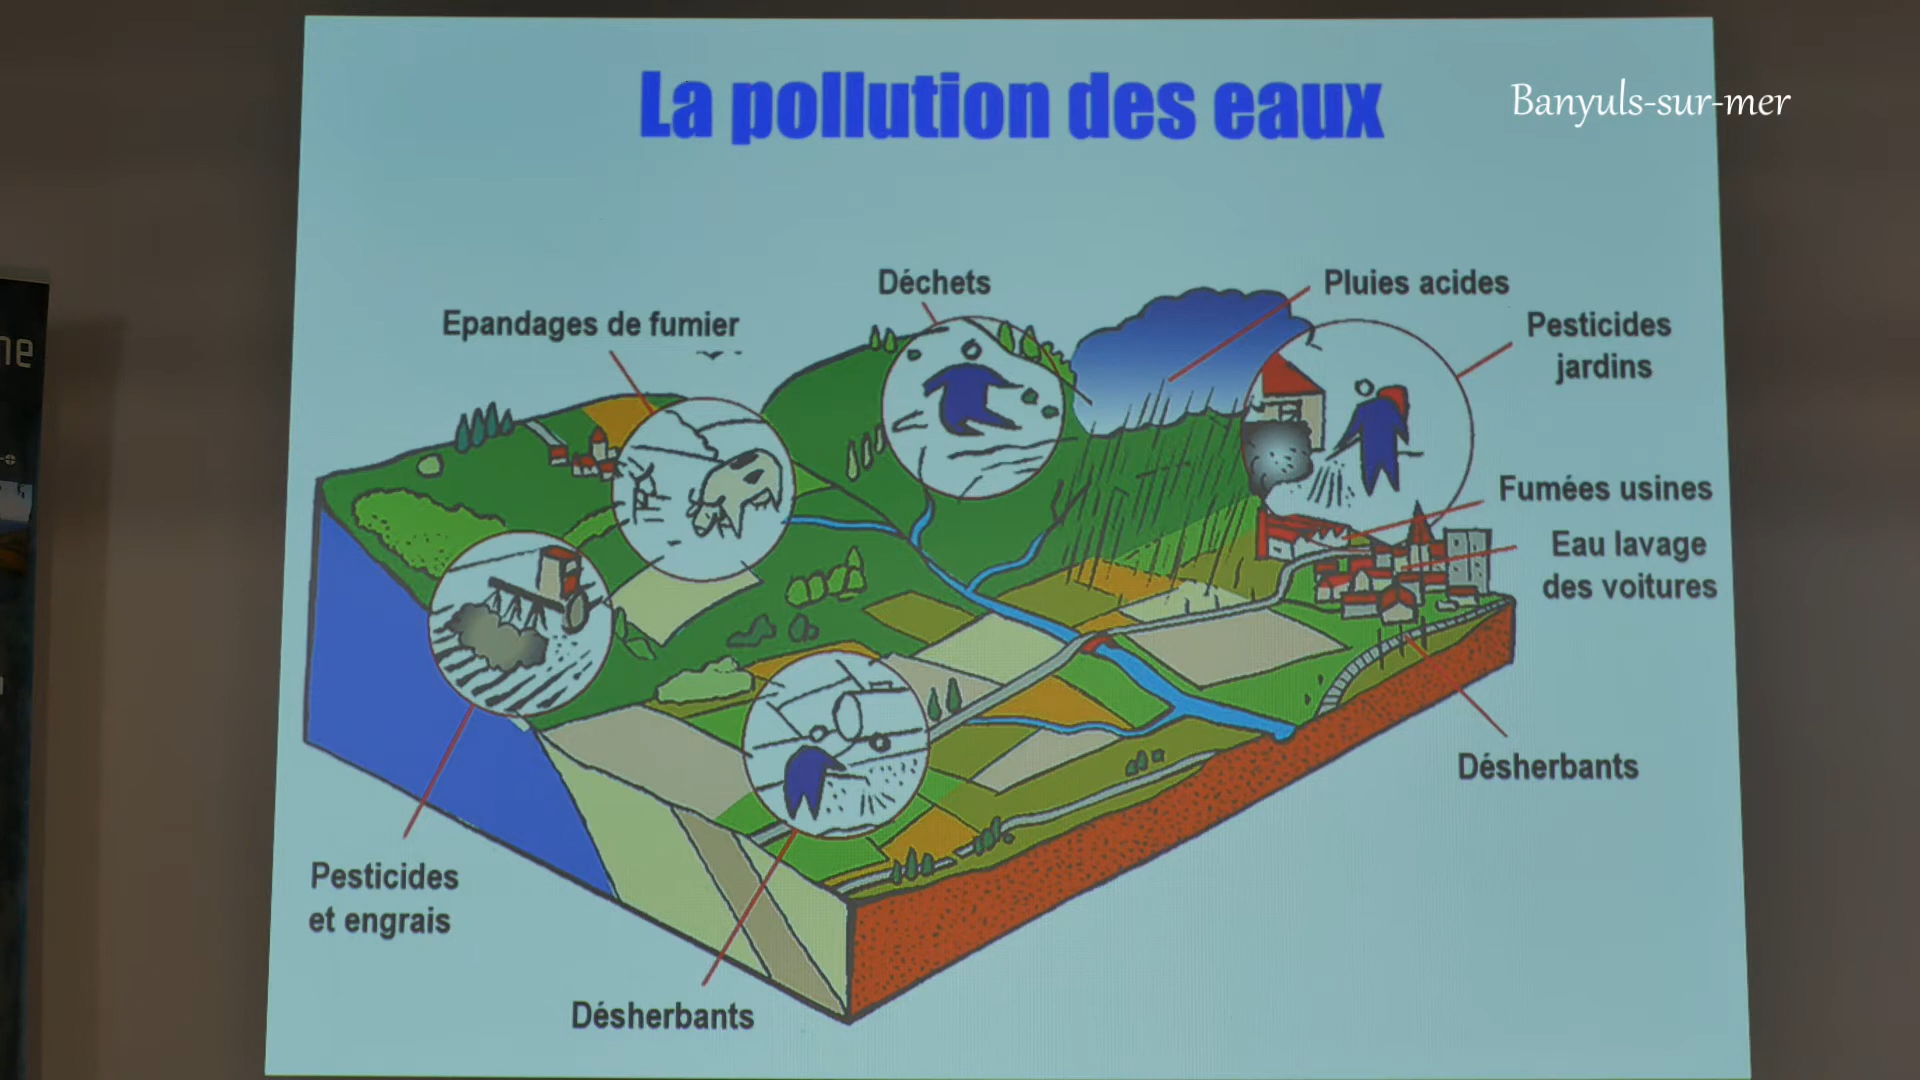 La pollution des eaux
Banyuls-sur-mer
Déchets
Pluies acides
Epandages de fumier
Pesticides
jardins
Fumées usines
Eau lavage
des voitures
Désherbants
Pesticides
et engrais
Désherbants
ne